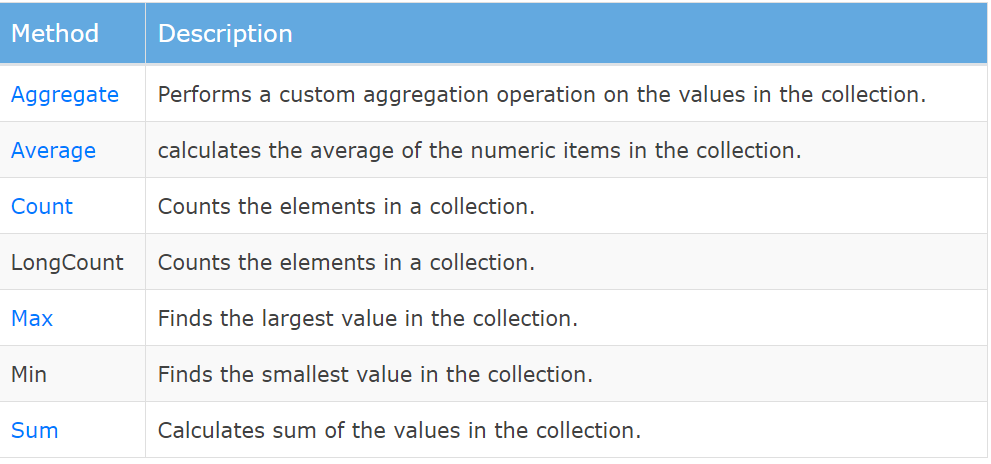 Method Description
Aggregate Performs a custom aggregation operation on the values in the collection.
Average calculates the average of the numeric items in the collection.
Count Counts the elements in a collection.
LongCount Counts the elements in a collection.
Max Finds the largest value in the collection.
Min Finds the smallest value in the collection.
Sum Calculates sum of the values in the collection.